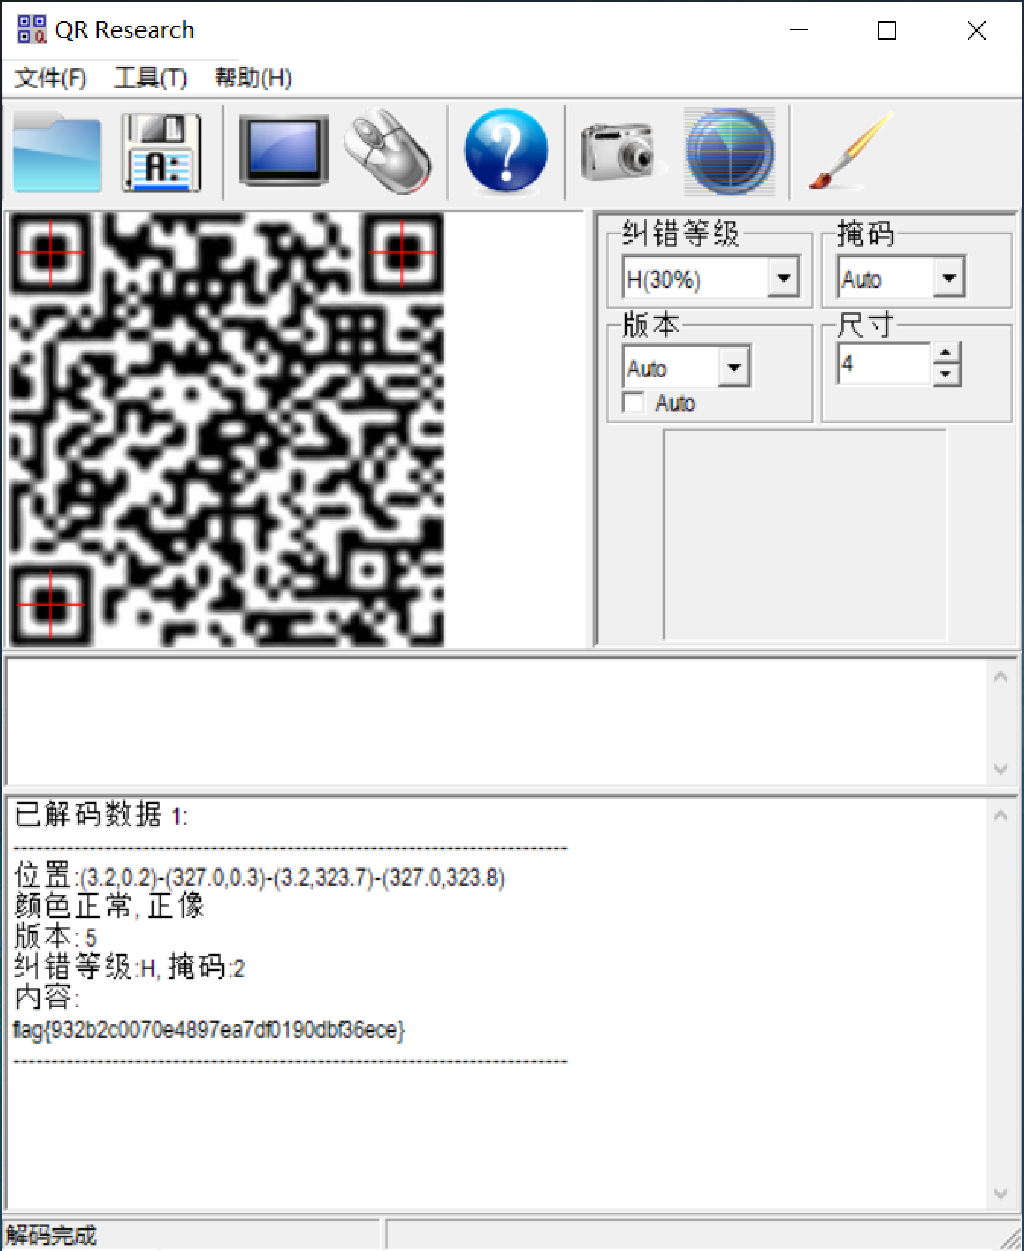 QR Research
文件(F) 工具(T) 帮助(H)
A:
纠错等级 掩码
H(30%) Auto
版本 尺寸
Auto 4
Auto
已解码数据 1:
--------------------------------------------------------------------------------
位置:(3.2,0.2)-(327.0,0.3)-(3.2,323.7)-(327.0,323.8)
颜色正常, 正像
版本: 5
纠错等级:H, 掩码:2
内容:
flag{932b2c0070e4897ea7df0190dbf36ece}
--------------------------------------------------------------------------------
解码完成